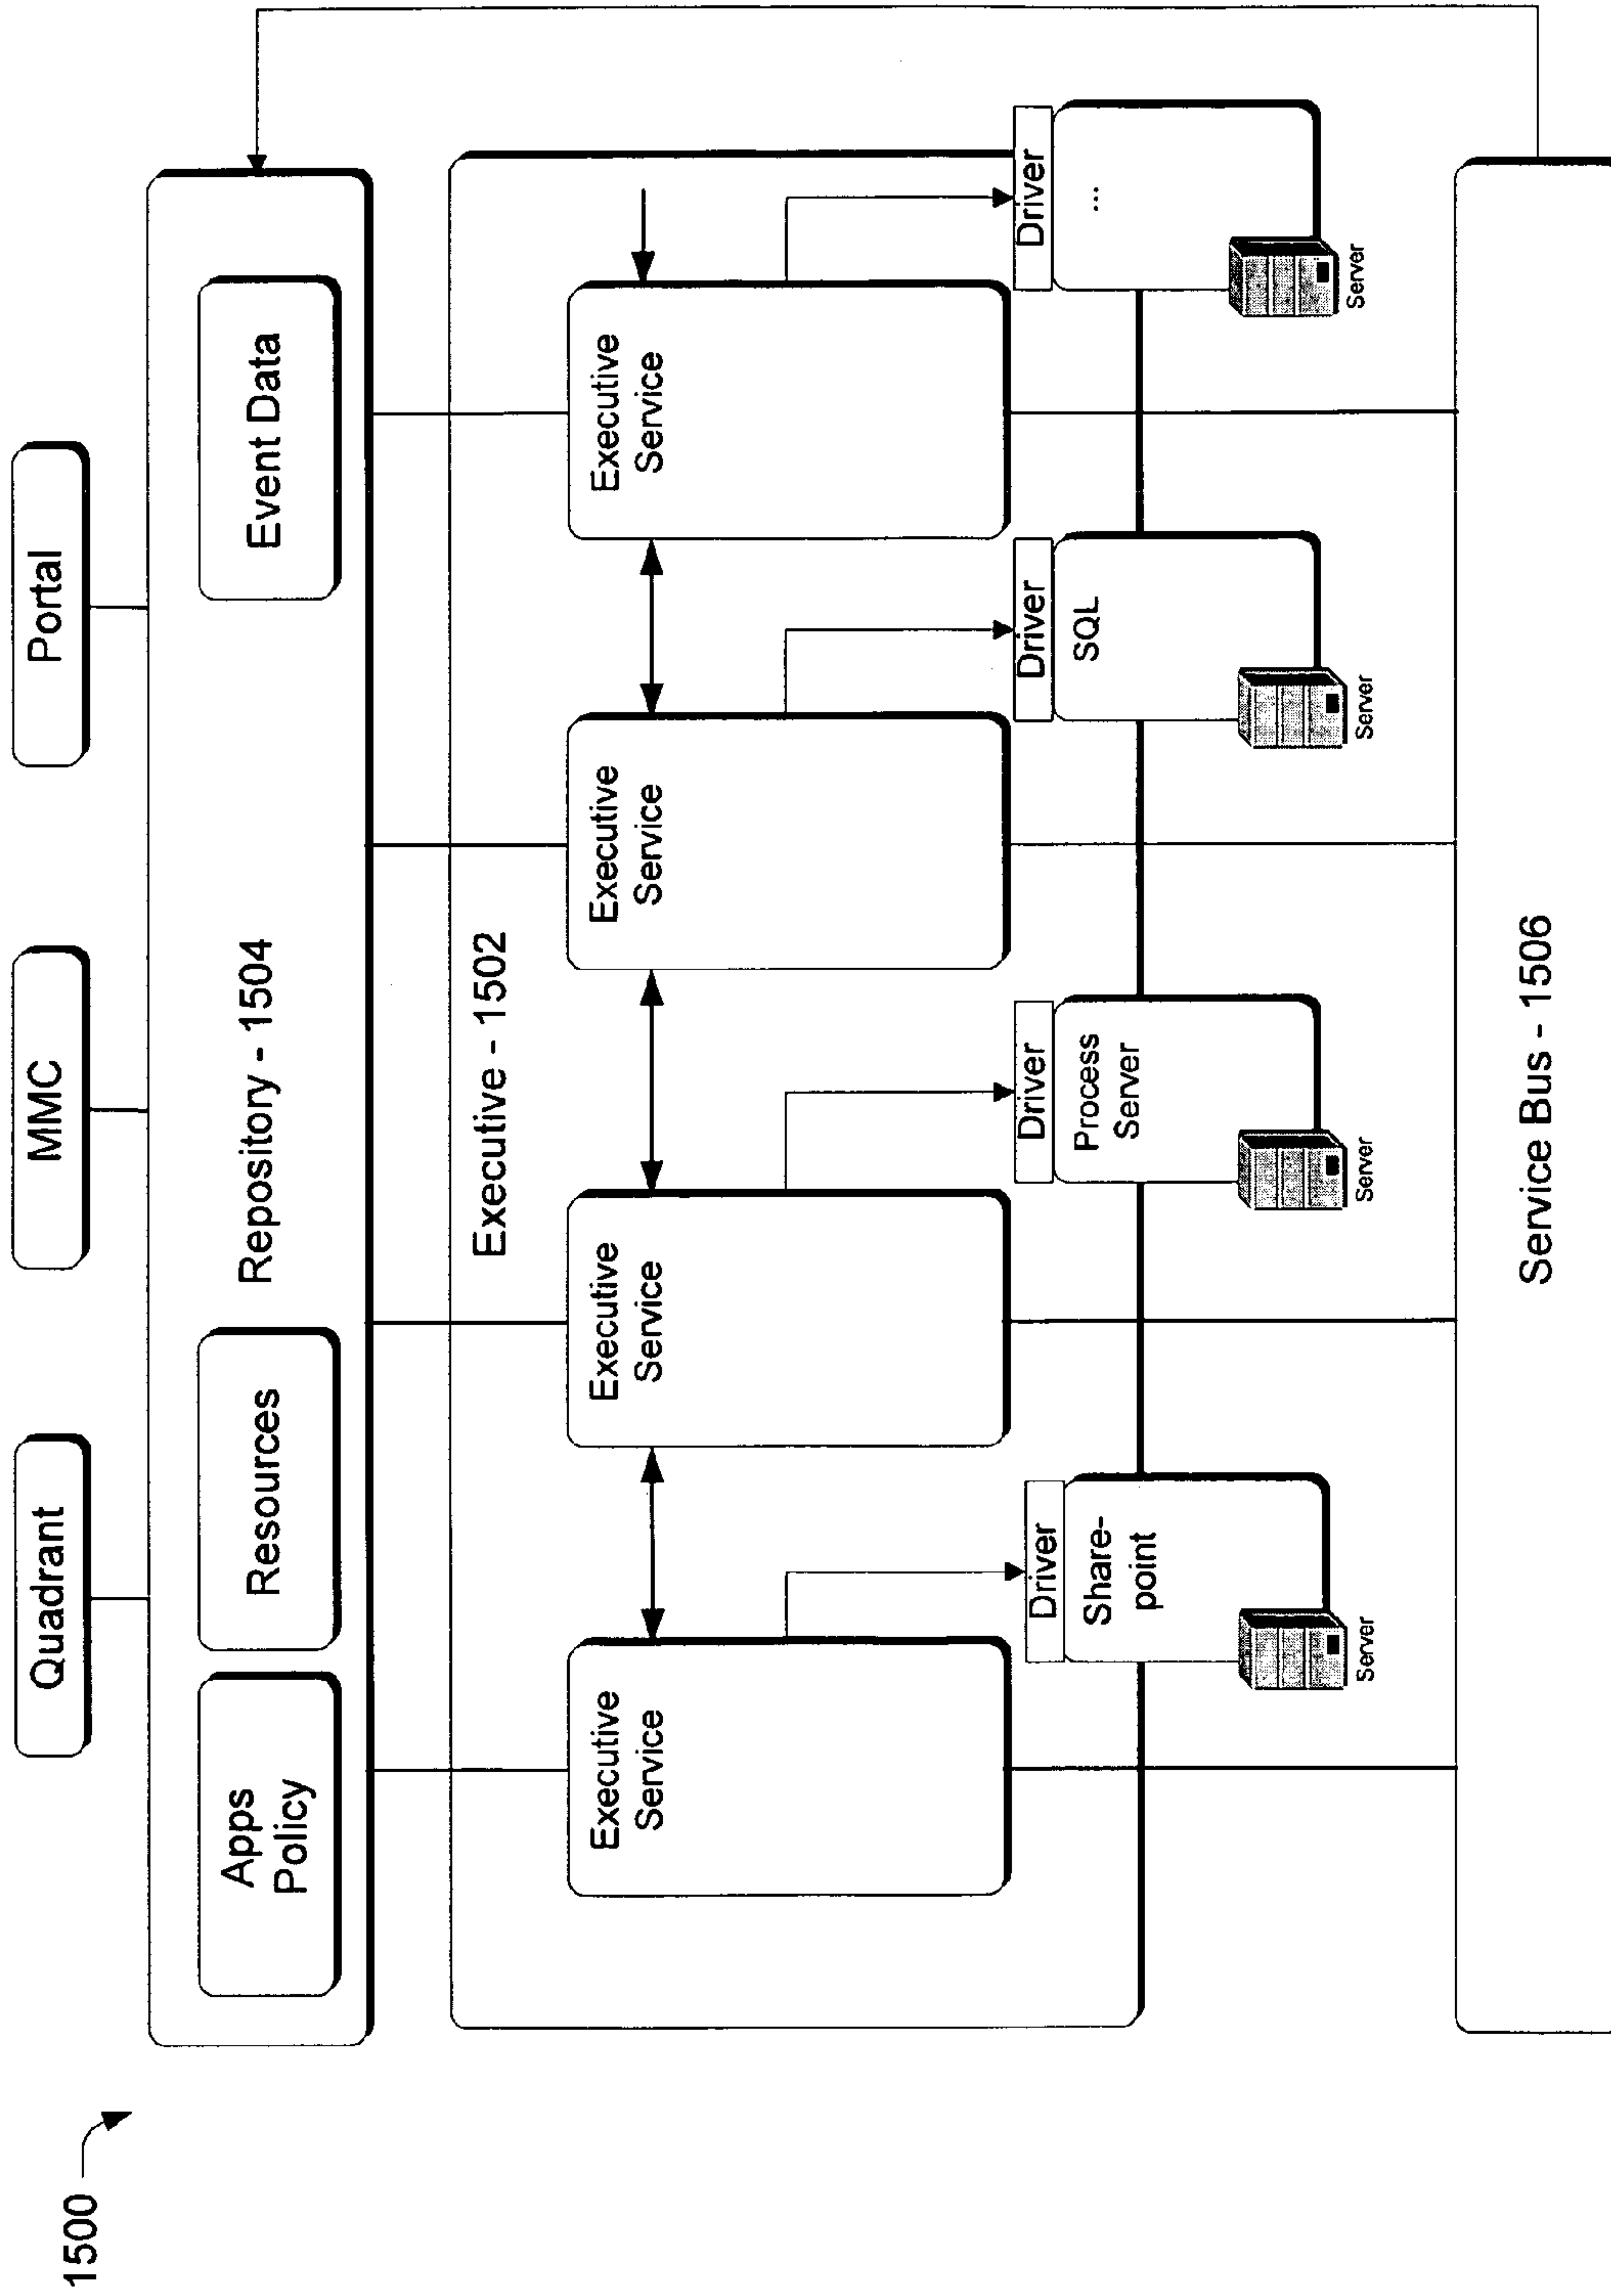 1500
Quadrant
MMC
Portal
Apps
Policy
Resources
Repository - 1504
Event Data
Executive - 1502
Executive
Service
Executive
Service
Executive
Service
Executive
Service
Driver
Share-
point
Server
Driver
Process
Server
Server
Driver
SQL
Server
Driver
...
Server
Service Bus - 1506